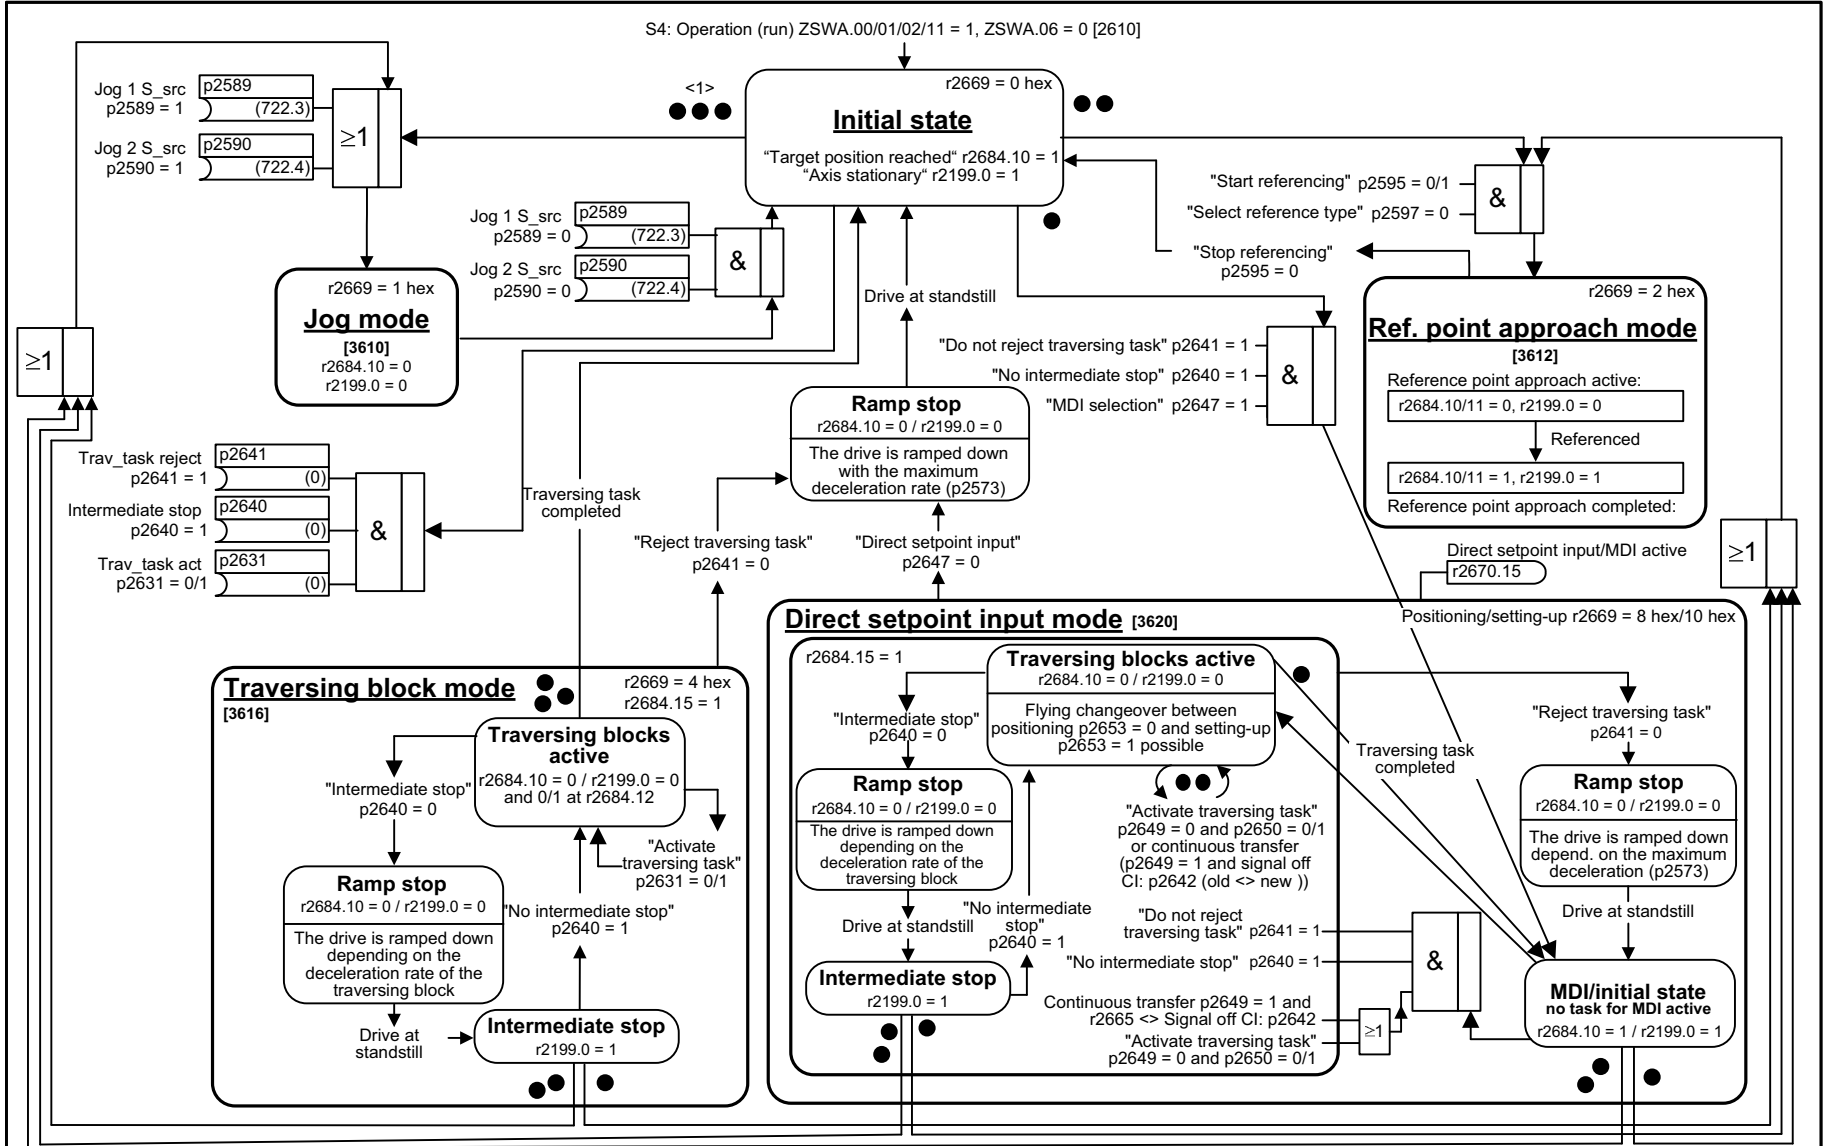 S4: Operation (run) ZSWA.00/01/02/11 = 1, ZSWA.06 = 0 [2610]
Jog 1 S_src
p2589 = 1
p2589
(722.3)
Jog 2 S_src
p2590 = 1
p2590
(722.4)
≥1
<1>
r2669 = 0 hex
Initial state
“Target position reached“ r2684.10 = 1
“Axis stationary“ r2199.0 = 1
"Start referencing" p2595 = 0/1
"Select reference type" p2597 = 0
&
"Stop referencing"
p2595 = 0
Jog 1 S_src
p2589 = 0
p2589
(722.3)
Jog 2 S_src
p2590 = 0
p2590
(722.4)
&
Drive at standstill
r2669 = 1 hex
Jog mode
[3610]
r2684.10 = 0
r2199.0 = 0
≥1
r2669 = 2 hex
Ref. point approach mode
[3612]
Reference point approach active:
r2684.10/11 = 0, r2199.0 = 0
Referenced
r2684.10/11 = 1, r2199.0 = 1
Reference point approach completed:
"Do not reject traversing task" p2641 = 1
"No intermediate stop" p2640 = 1
"MDI selection" p2647 = 1
&
Ramp stop
r2684.10 = 0 / r2199.0 = 0
The drive is ramped down
with the maximum
deceleration rate (p2573)
Trav_task reject
p2641 = 1
p2641
(0)
Intermediate stop
p2640 = 1
p2640
(0)
Trav_task act
p2631 = 0/1
p2631
(0)
&
Traversing task
completed
"Reject traversing task"
p2641 = 0
"Direct setpoint input"
p2647 = 0
Direct setpoint input/MDI active
r2670.15
≥1
Direct setpoint input mode [3620]
Positioning/setting-up r2669 = 8 hex/10 hex
Traversing block mode
[3616]
r2669 = 4 hex
r2684.15 = 1
Traversing blocks
active
r2684.10 = 0 / r2199.0 = 0
and 0/1 at r2684.12
"Intermediate stop"
p2640 = 0
"Activate
traversing task"
p2631 = 0/1
Ramp stop
r2684.10 = 0 / r2199.0 = 0
The drive is ramped down
depending on the
deceleration rate of the
traversing block
"No intermediate stop"
p2640 = 1
Drive at
standstill
Intermediate stop
r2199.0 = 1
r2684.15 = 1
Traversing blocks active
r2684.10 = 0 / r2199.0 = 0
Flying changeover between
positioning p2653 = 0 and setting-up
p2653 = 1 possible
"Intermediate stop"
p2640 = 0
Ramp stop
r2684.10 = 0 / r2199.0 = 0
The drive is ramped down
depending on the
deceleration rate of the
traversing block
Drive at standstill
"No intermediate
stop"
p2640 = 1
Intermediate stop
r2199.0 = 1
"Activate traversing task"
p2649 = 0 and p2650 = 0/1
or continuous transfer
(p2649 = 1 and signal off
CI: p2642 (old <> new ))
Traversing task
completed
"Reject traversing task"
p2641 = 0
Ramp stop
r2684.10 = 0 / r2199.0 = 0
The drive is ramped down
depend. on the maximum
deceleration (p2573)
Drive at standstill
"Do not reject
traversing task" p2641 = 1
"No intermediate stop" p2640 = 1
Continuous transfer p2649 = 1 and
r2665 <> Signal off CI: p2642
"Activate traversing task"
p2649 = 0 and p2650 = 0/1
≥1
&
MDI/initial state
no task for MDI active
r2684.10 = 1 / r2199.0 = 1